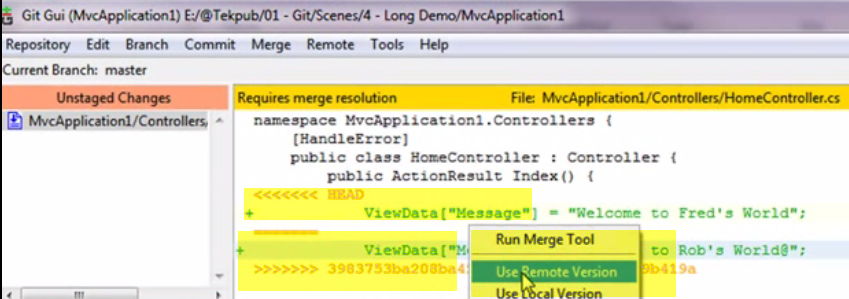 Git Gui (MvcApplication1) E:/@Tekpub/01 - Git/Scenes/4 - Long Demo/MvcApplication1
Repository Edit Branch Commit Merge Remote Tools Help
Current Branch: master
Unstaged Changes
Requires merge resolution File: MvcApplication1/Controllers/HomeController.cs
MvcApplication1/Controllers/
namespace MvcApplication1.Controllers {
[HandleError]
public class HomeController : Controller {
public ActionResult Index() {
<<<<<<< HEAD
+ ViewData["Message"] = "Welcome to Fred's World";
=======
Run Merge Tool
+ ViewData["M to Rob's World@";
>>>>>>> 3983753ba208ba4 9b419a
Use Remote Version
Use Local Version